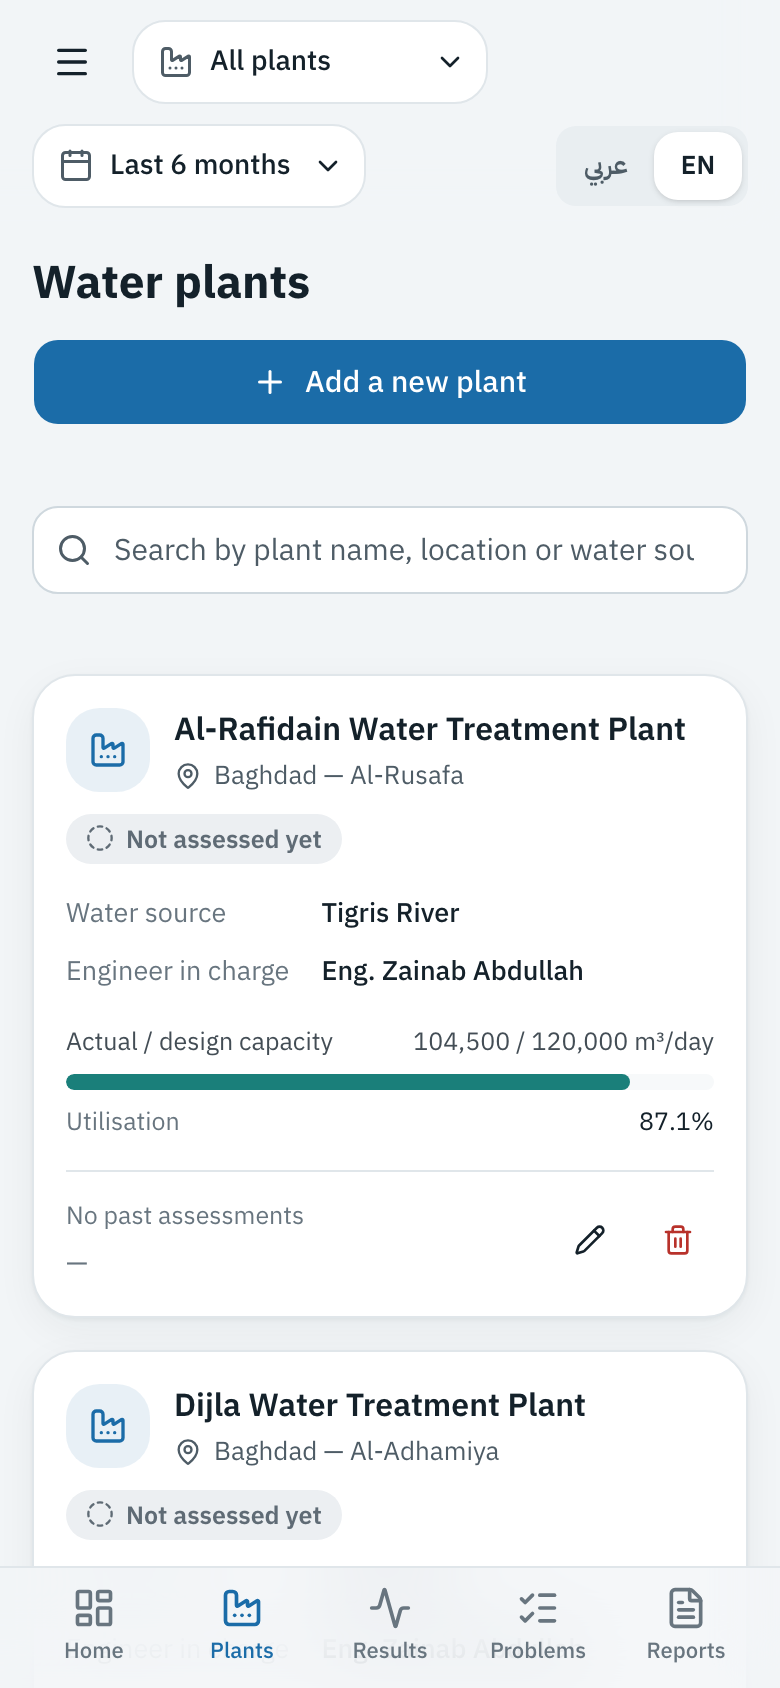 All plants
Last 6 months
عربي
EN
Water plants
Add a new plant
Search by plant name, location or water
Al-Rafidain Water Treatment Plant
Baghdad — Al-Rusafa
Not assessed yet
Water source Tigris River
Engineer in charge Eng. Zainab Abdullah
Actual / design capacity 104,500 / 120,000 m³/day
Utilisation 87.1%
No past assessments
—
Dijla Water Treatment Plant
Baghdad — Al-Adhamiya
Not assessed yet
Home Plants Results Problems Reports